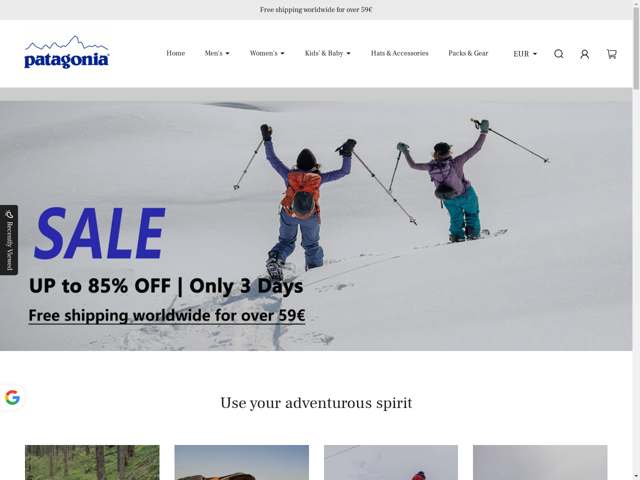 Free shipping worldwide for over 59€
patagonia
Home
Men's
Women's
Kids' & Baby
Hats & Accessories
Packs & Gear
EUR
SALE
UP to 85% OFF | Only 3 Days
Free shipping worldwide for over 59€
Recently Viewed
Use your adventurous spirit